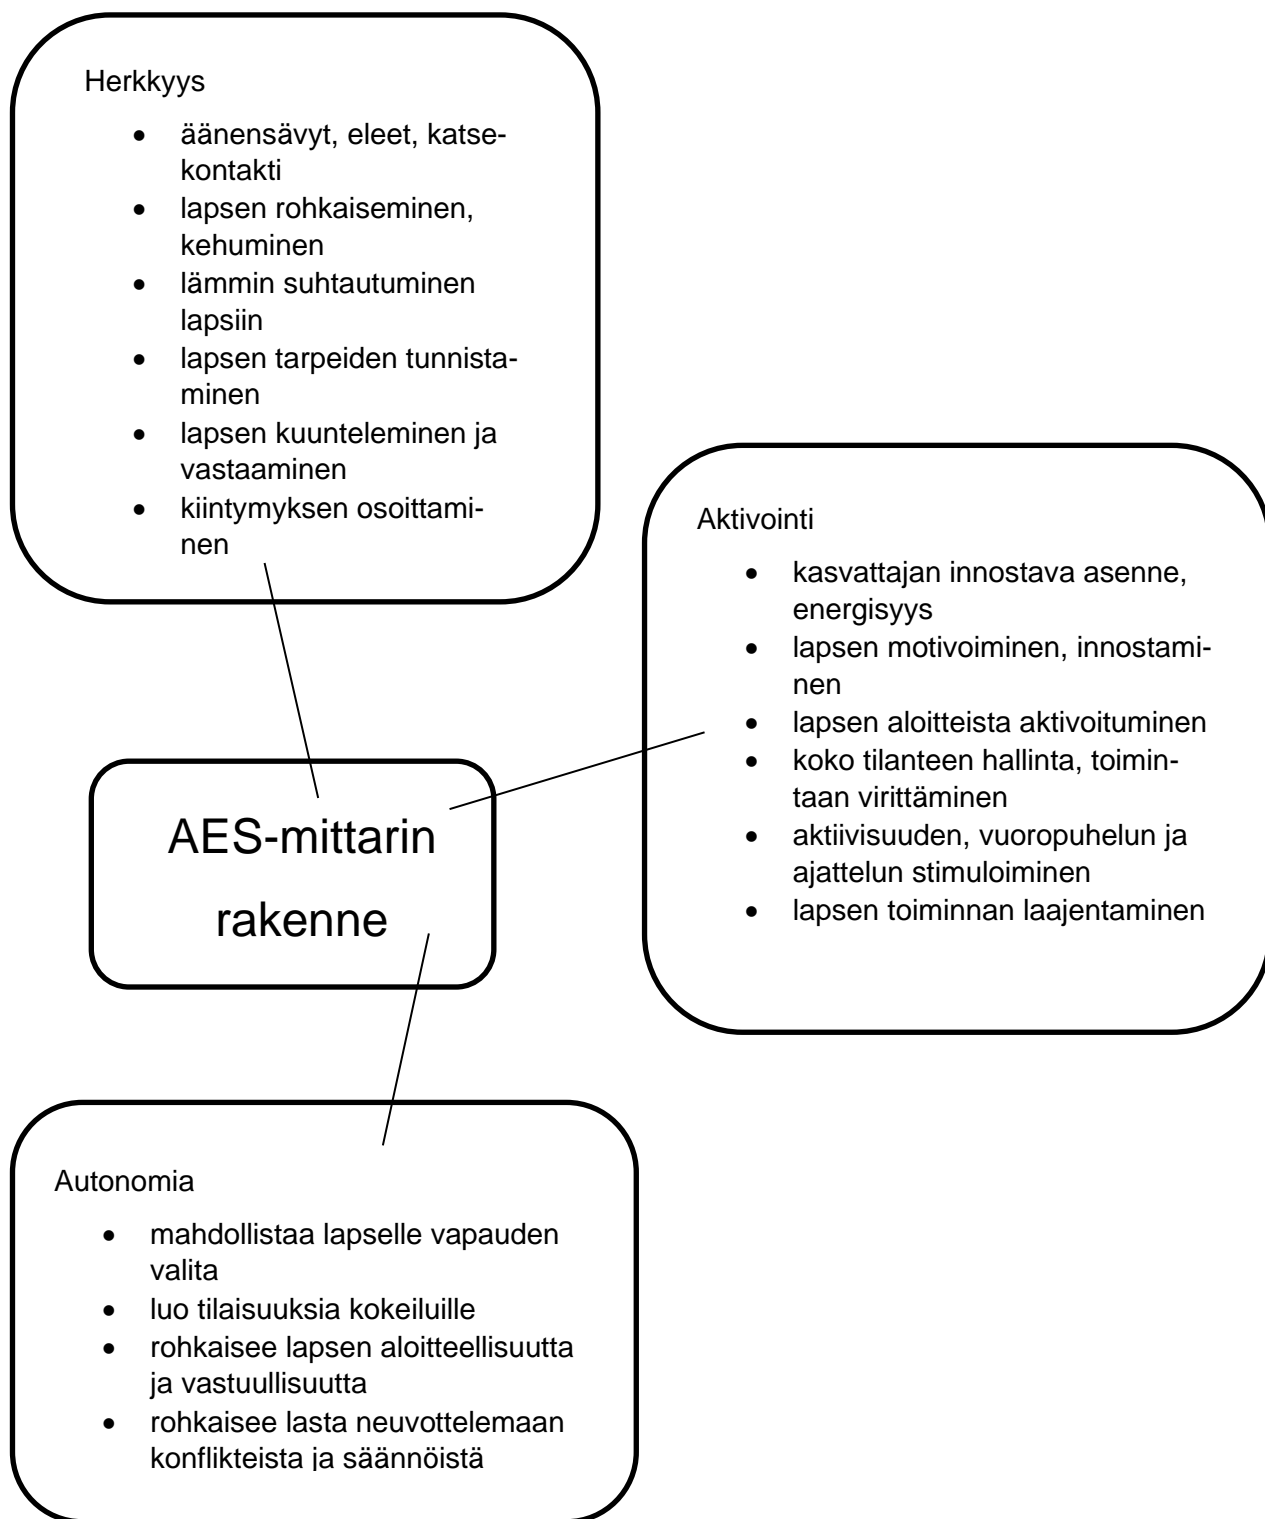 Herkkyys
• äänensävyt, eleet, katse-
kontakti
• lapsen rohkaiseminen,
kehuminen
• lämmin suhtautuminen
lapsiin
• lapsen tarpeiden tunnista-
minen
• lapsen kuunteleminen ja
vastaaminen
• kiintymyksen osoittami-
nen
Aktivointi
• kasvattajan innostava asenne,
energisyys
• lapsen motivoiminen, innostami-
nen
• lapsen aloitteista aktivoituminen
• koko tilanteen hallinta, toimin-
taan virittäminen
• aktiivisuuden, vuoropuhelun ja
ajattelun stimuloiminen
• lapsen toiminnan laajentaminen
AES-mittarin
rakenne
Autonomia
• mahdollistaa lapselle vapauden
valita
• luo tilaisuuksia kokeiluille
• rohkaisee lapsen aloitteellisuutta
ja vastuullisuutta
• rohkaisee lasta neuvottelemaan
konflikteista ja säännöistä